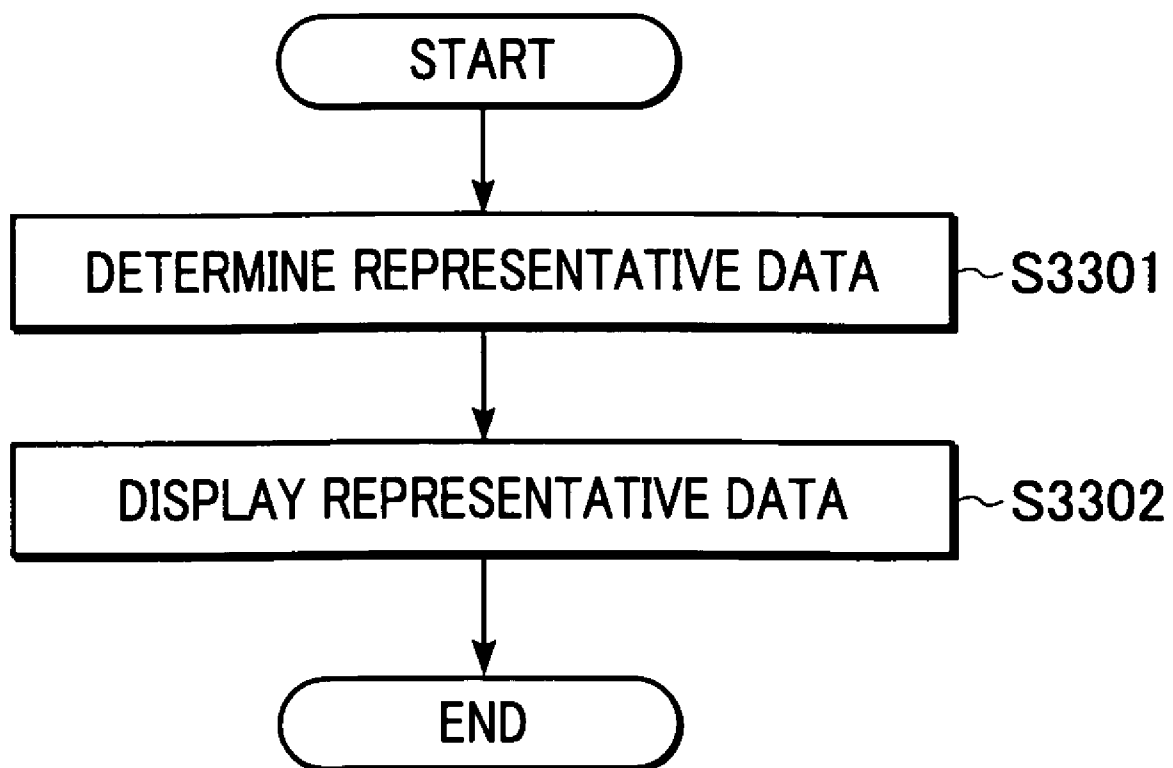 START
DETERMINE REPRESENTATIVE DATA
S3301
DISPLAY REPRESENTATIVE DATA
S3302
END